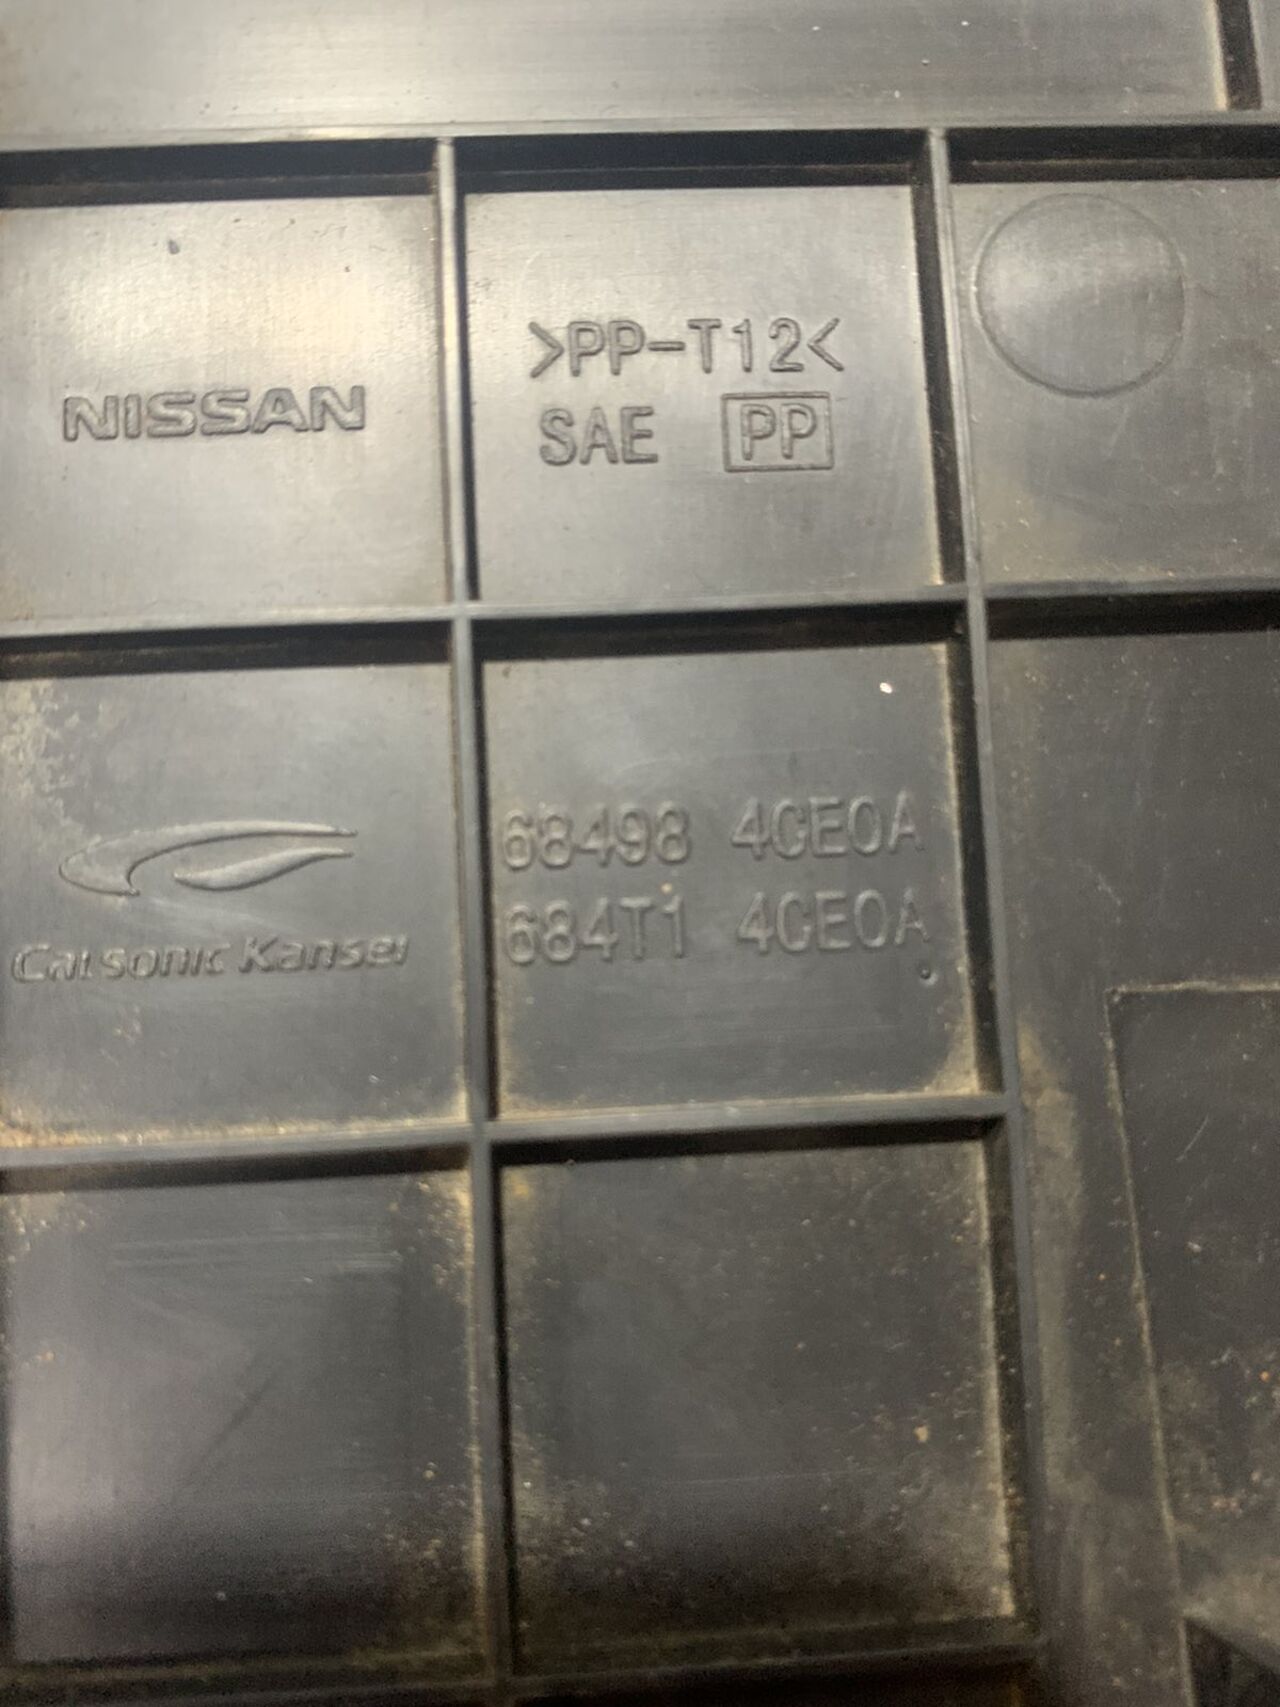 NISSAN
>PP-T12<
SAE PP
Calsonic Kansei
68498 4CE0A
684T1 4CE0A